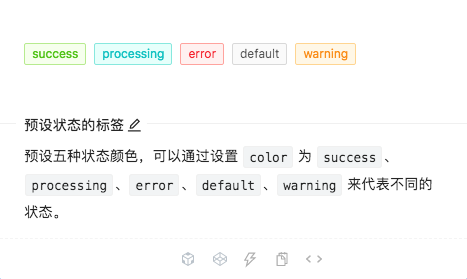 success processing error default warning
预设状态的标签
预设五种状态颜色，可以通过设置 color 为 success 、
processing 、 error 、 default 、 warning 来代表不同的
状态。